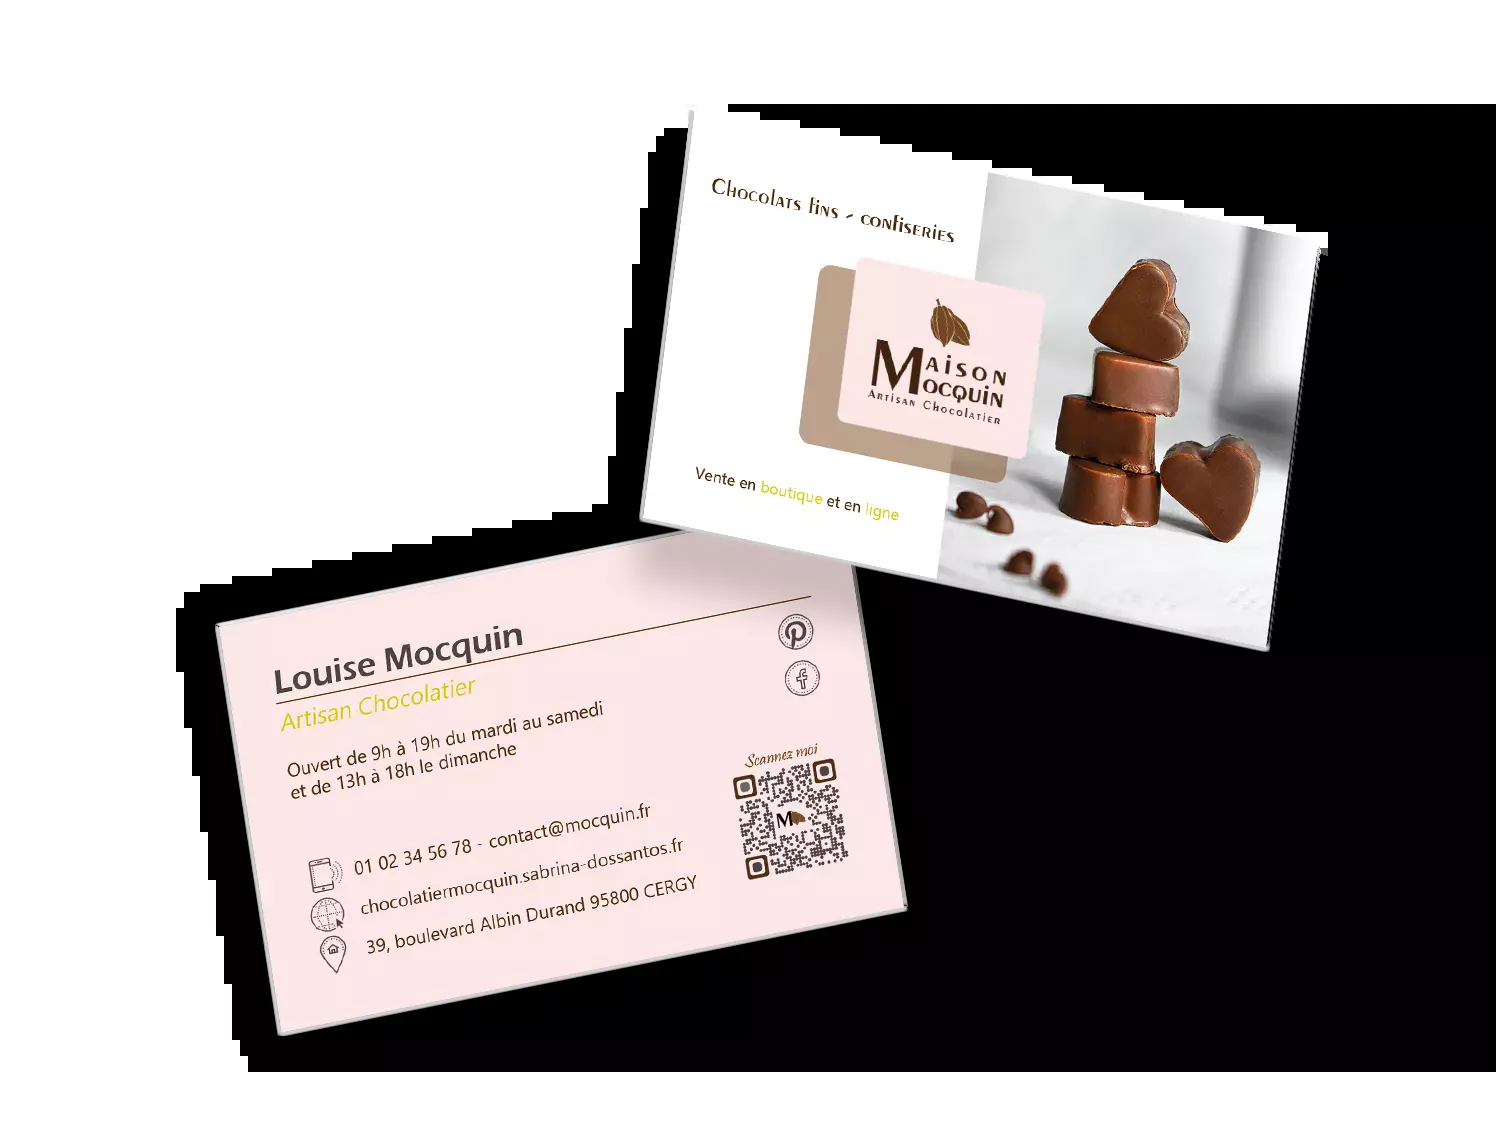 Chocolats fins - confiseries
Maison
Mocquin
Artisan Chocolatier
Vente en boutique et en ligne
Louise Mocquin
Artisan Chocolatier
Ouvert de 9h à 19h du mardi au samedi
et de 13h à 18h le dimanche
Scannez moi
M
01 02 34 56 78 - contact@mocquin.fr
chocolatiermocquin.sabrina-dossantos.fr
39, boulevard Albin Durand 95800 CERGY